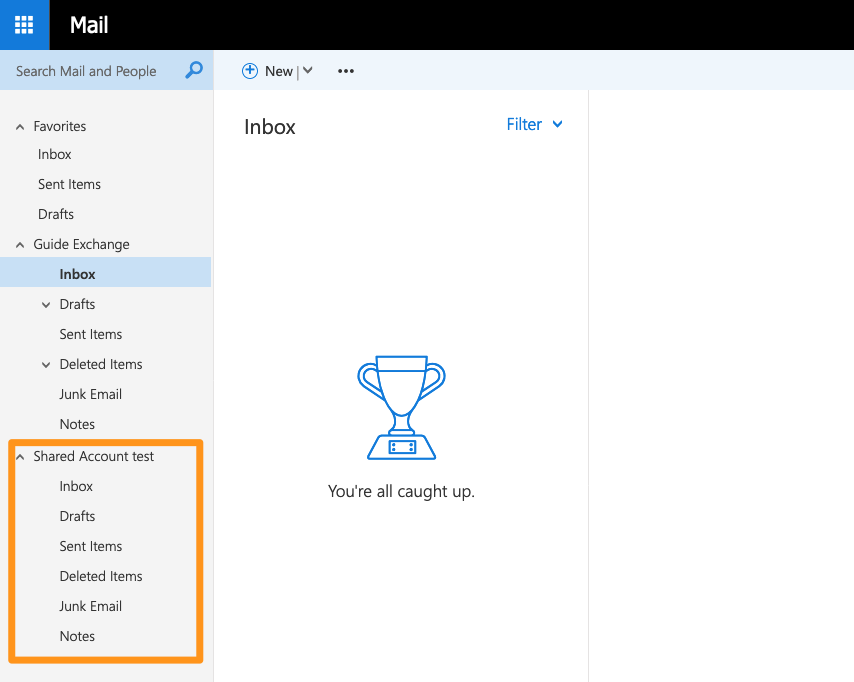 Mail
Search Mail and People
New
Inbox
Filter
Favorites
Inbox
Sent Items
Drafts
Guide Exchange
Inbox
Drafts
Sent Items
Deleted Items
Junk Email
Notes
Shared Account test
Inbox
Drafts
Sent Items
Deleted Items
Junk Email
Notes
You're all caught up.